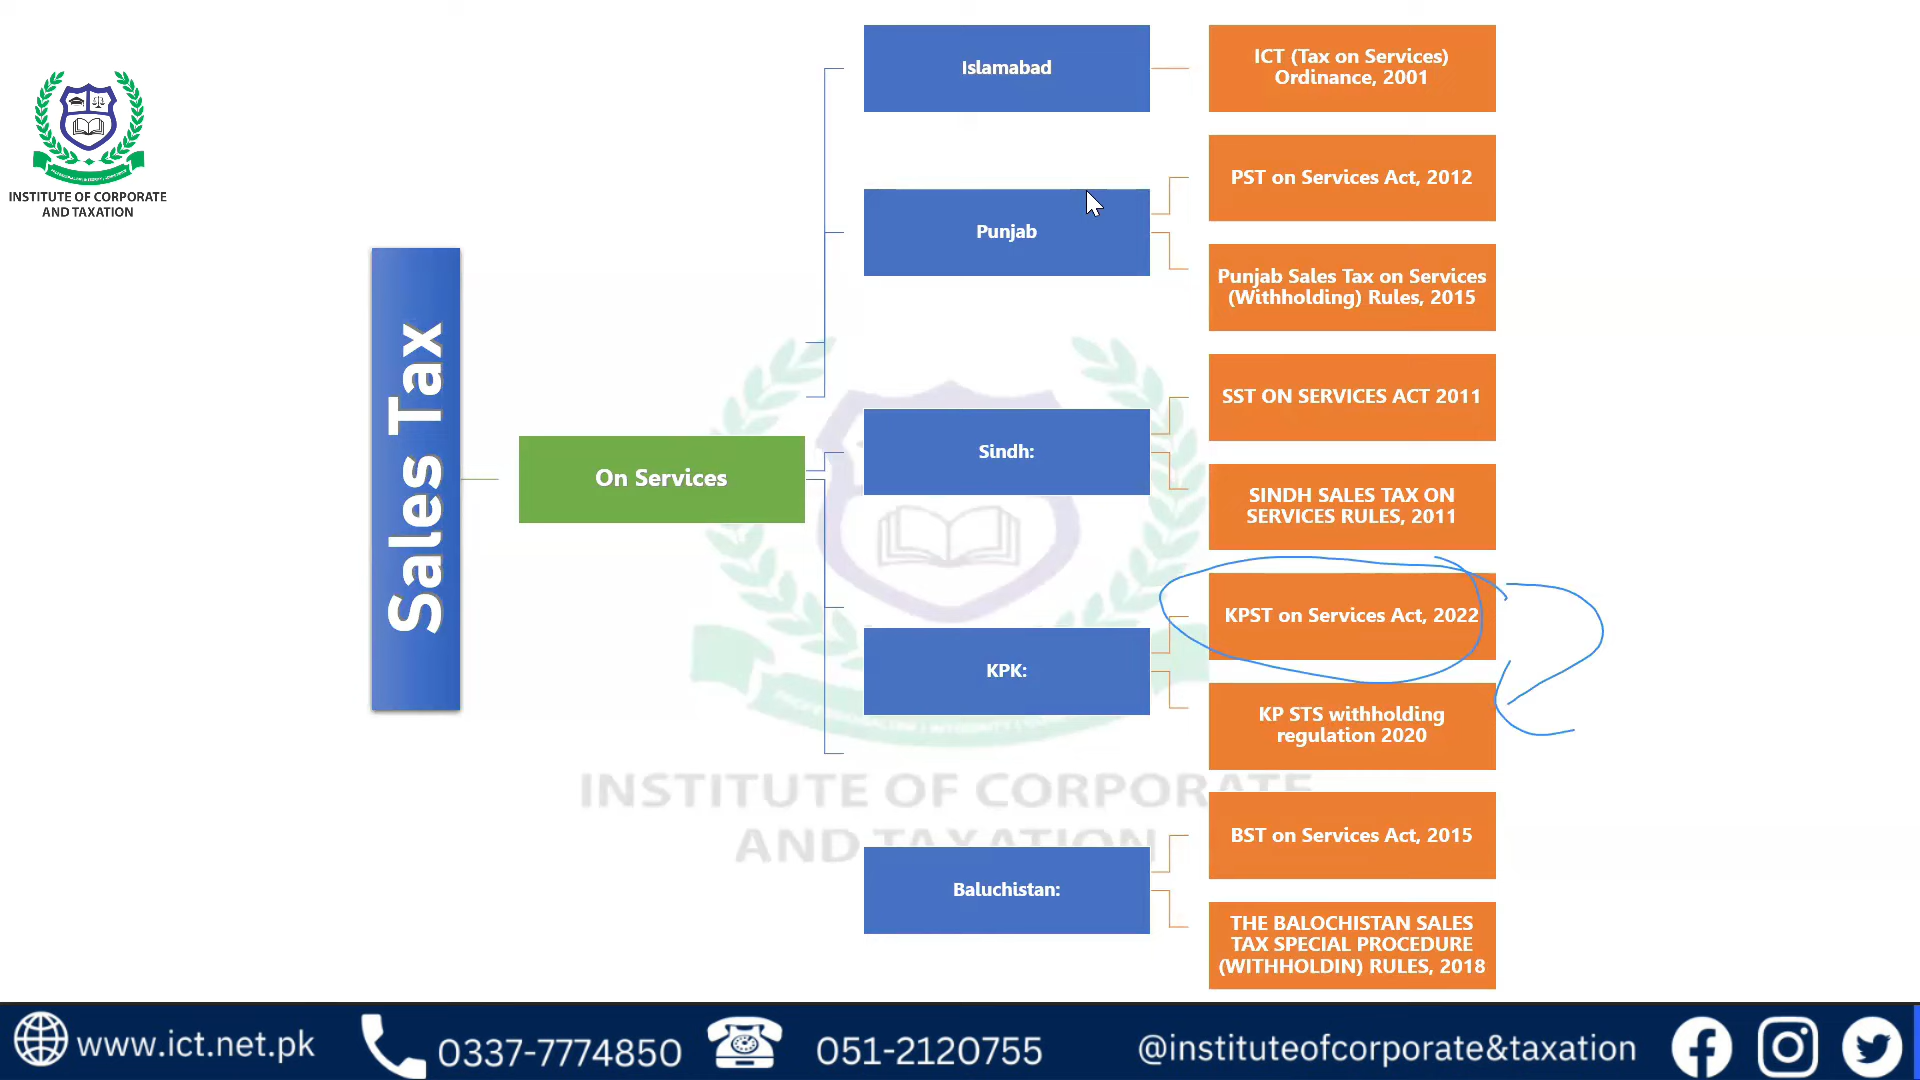 INSTITUTE OF CORPORATE
AND TAXATION
Sales Tax
On Services
Islamabad
ICT (Tax on Services)
Ordinance, 2001
Punjab
PST on Services Act, 2012
Punjab Sales Tax on Services
(Withholding) Rules, 2015
Sindh:
SST ON SERVICES ACT 2011
SINDH SALES TAX ON
SERVICES RULES, 2011
KPK:
KPST on Services Act, 2022
KP STS withholding
regulation 2020
Baluchistan:
BST on Services Act, 2015
THE BALOCHISTAN SALES
TAX SPECIAL PROCEDURE
(WITHHOLDIN) RULES, 2018
INSTITUTE OF CORPORATE
AND TAXATION
www.ict.net.pk
0337-7774850
051-2120755
@instituteofcorporate&taxation